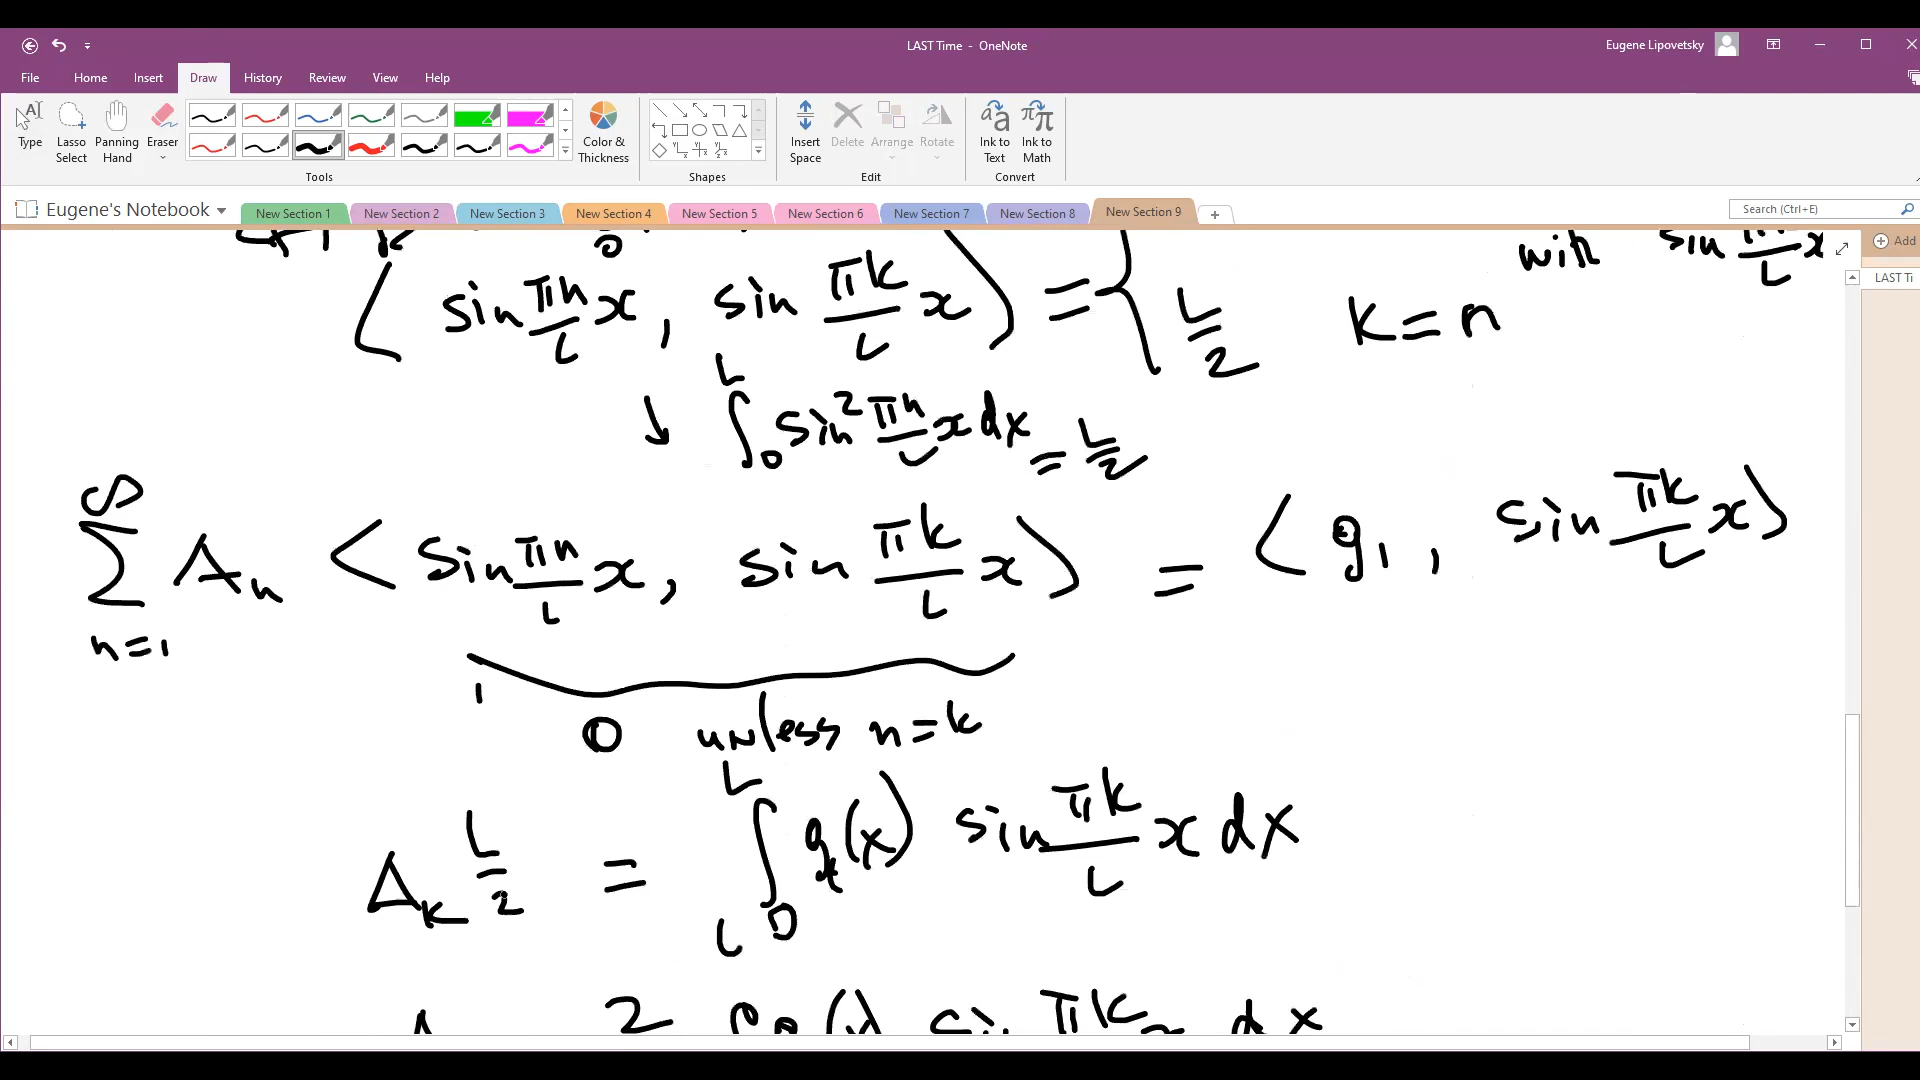 LAST Time - OneNote
Eugene Lipovetsky
File Home Insert Draw History Review View Help
Type
Lasso Select
Panning Hand
Eraser
Color & Thickness
Insert Space
Delete
Arrange
Rotate
Ink to Text
Ink to Math
Tools
Shapes
Edit
Convert
Eugene's Notebook
New Section 1 New Section 2 New Section 3 New Section 4 New Section 5 New Section 6 New Section 7 New Section 8 New Section 9
Search (Ctrl+E)
Add
LAST Ti
with sin πk/L x
⟨ sin πn/L x , sin πk/L x ⟩ = { L/2 k = n
↓ ∫₀ᴸ sin² πn/L x dx = L/2
∑_{n=1}^{∞} Aₙ ⟨ sin πn/L x , sin πk/L x ⟩ = ⟨ g₁ , sin πk/L x ⟩
0 unless n = k
A_k L/2 = ∫₀ᴸ g(x) sin πk/L x dx